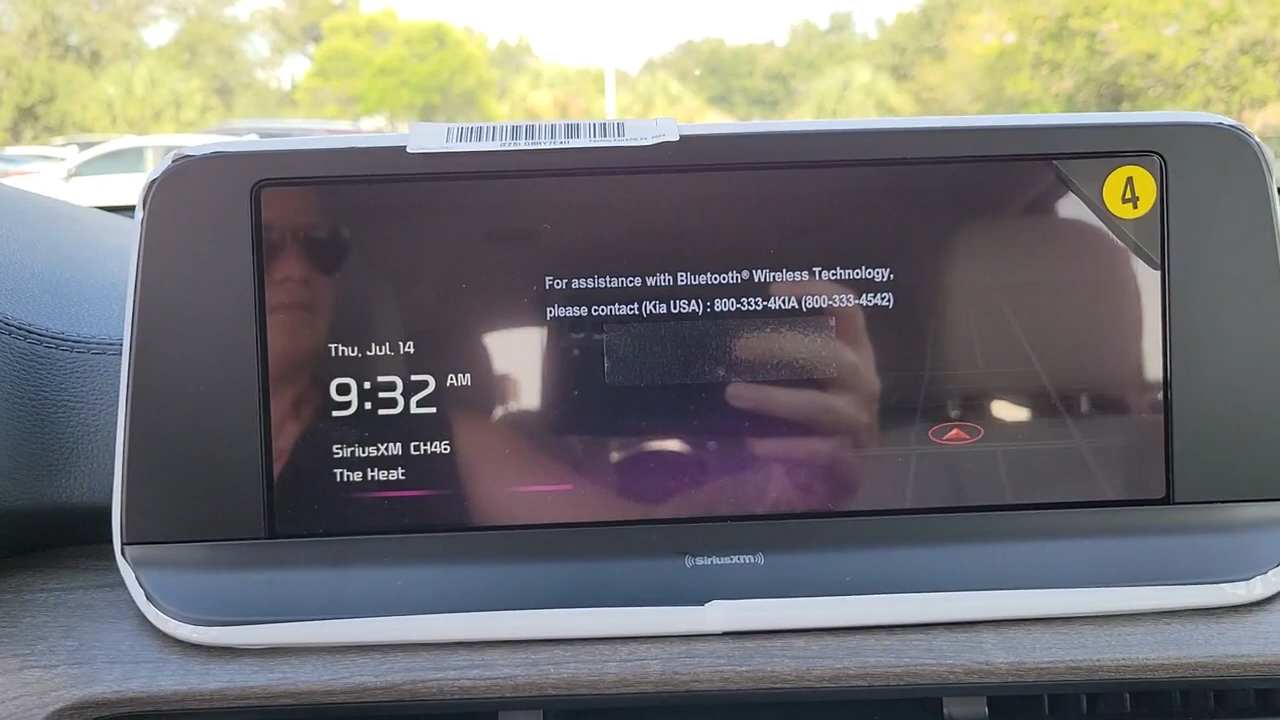 4
For assistance with Bluetooth® Wireless Technology,
please contact (Kia USA) : 800-333-4KIA (800-333-4542)
Thu, Jul. 14
9:32 AM
SiriusXM CH46
The Heat
((SiriusXM))